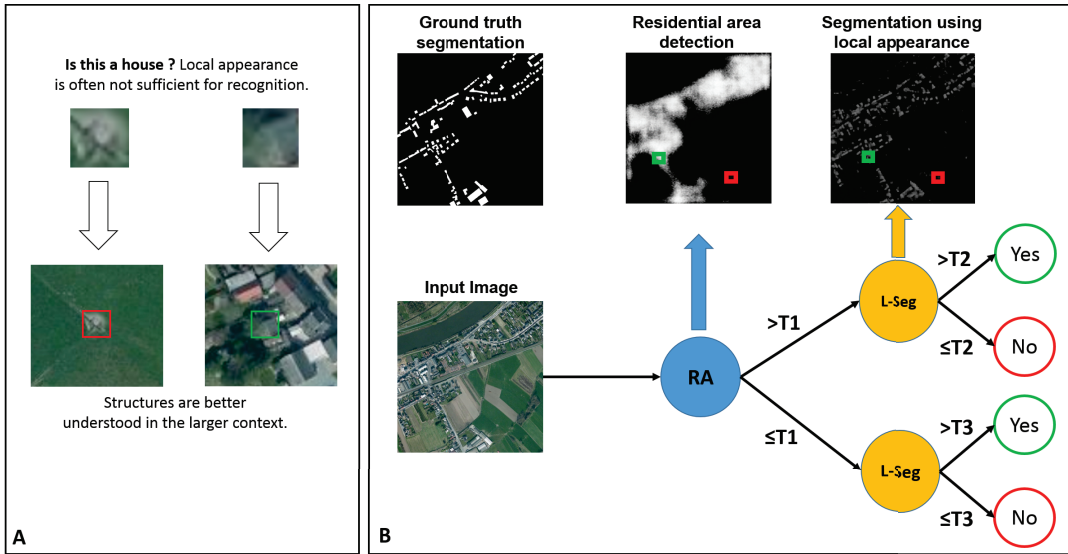 Is this a house ? Local appearance
is often not sufficient for recognition.
Structures are better
understood in the larger context.
A
Ground truth
segmentation
Residential area
detection
Segmentation using
local appearance
Input Image
RA
>T1
≤T1
L-Seg
>T2
Yes
≤T2
No
L-Seg
>T3
Yes
≤T3
No
B